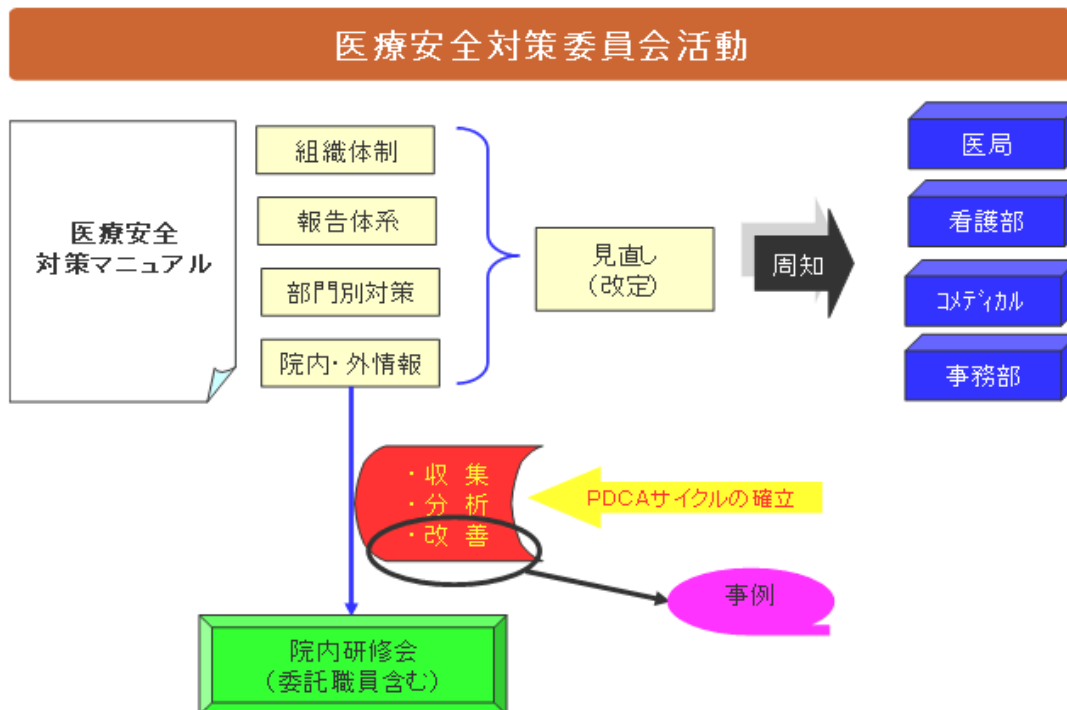 医療安全対策委員会活動
医療安全
対策マニュアル
組織体制
報告体系
部門別対策
院内・外情報
見直し
(改定)
周知
医局
看護部
コメディカル
事務部
・収 集
・分 析
・改 善
PDCAサイクルの確立
事例
院内研修会
(委託職員含む)